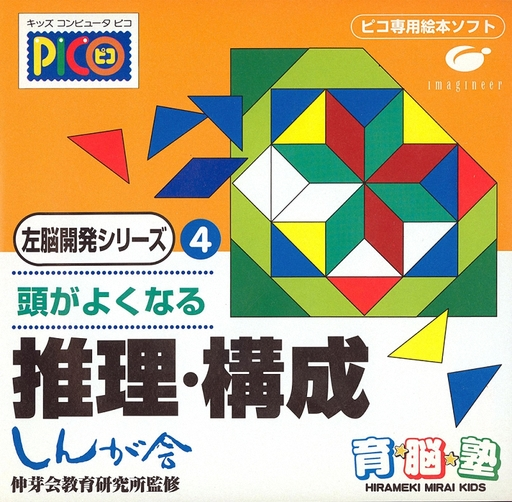 キッズ コンピュータ ピコ
PiCO ピコ
ピコ専用絵本ソフト
imagineer
左脳開発シリーズ 4
頭がよくなる
推理・構成
しんが舎
伸芽会教育研究所監修
育★脳★塾
HIRAMEKI MIRAI KIDS